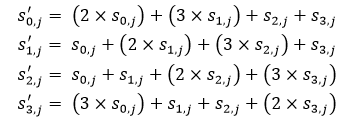 s′₀,ⱼ = (2 × s₀,ⱼ) + (3 × s₁,ⱼ) + s₂,ⱼ + s₃,ⱼ
s′₁,ⱼ = s₀,ⱼ + (2 × s₁,ⱼ) + (3 × s₂,ⱼ) + s₃,ⱼ
s′₂,ⱼ = s₀,ⱼ + s₁,ⱼ + (2 × s₂,ⱼ) + (3 × s₃,ⱼ)
s′₃,ⱼ = (3 × s₀,ⱼ) + s₁,ⱼ + s₂,ⱼ + (2 × s₃,ⱼ)